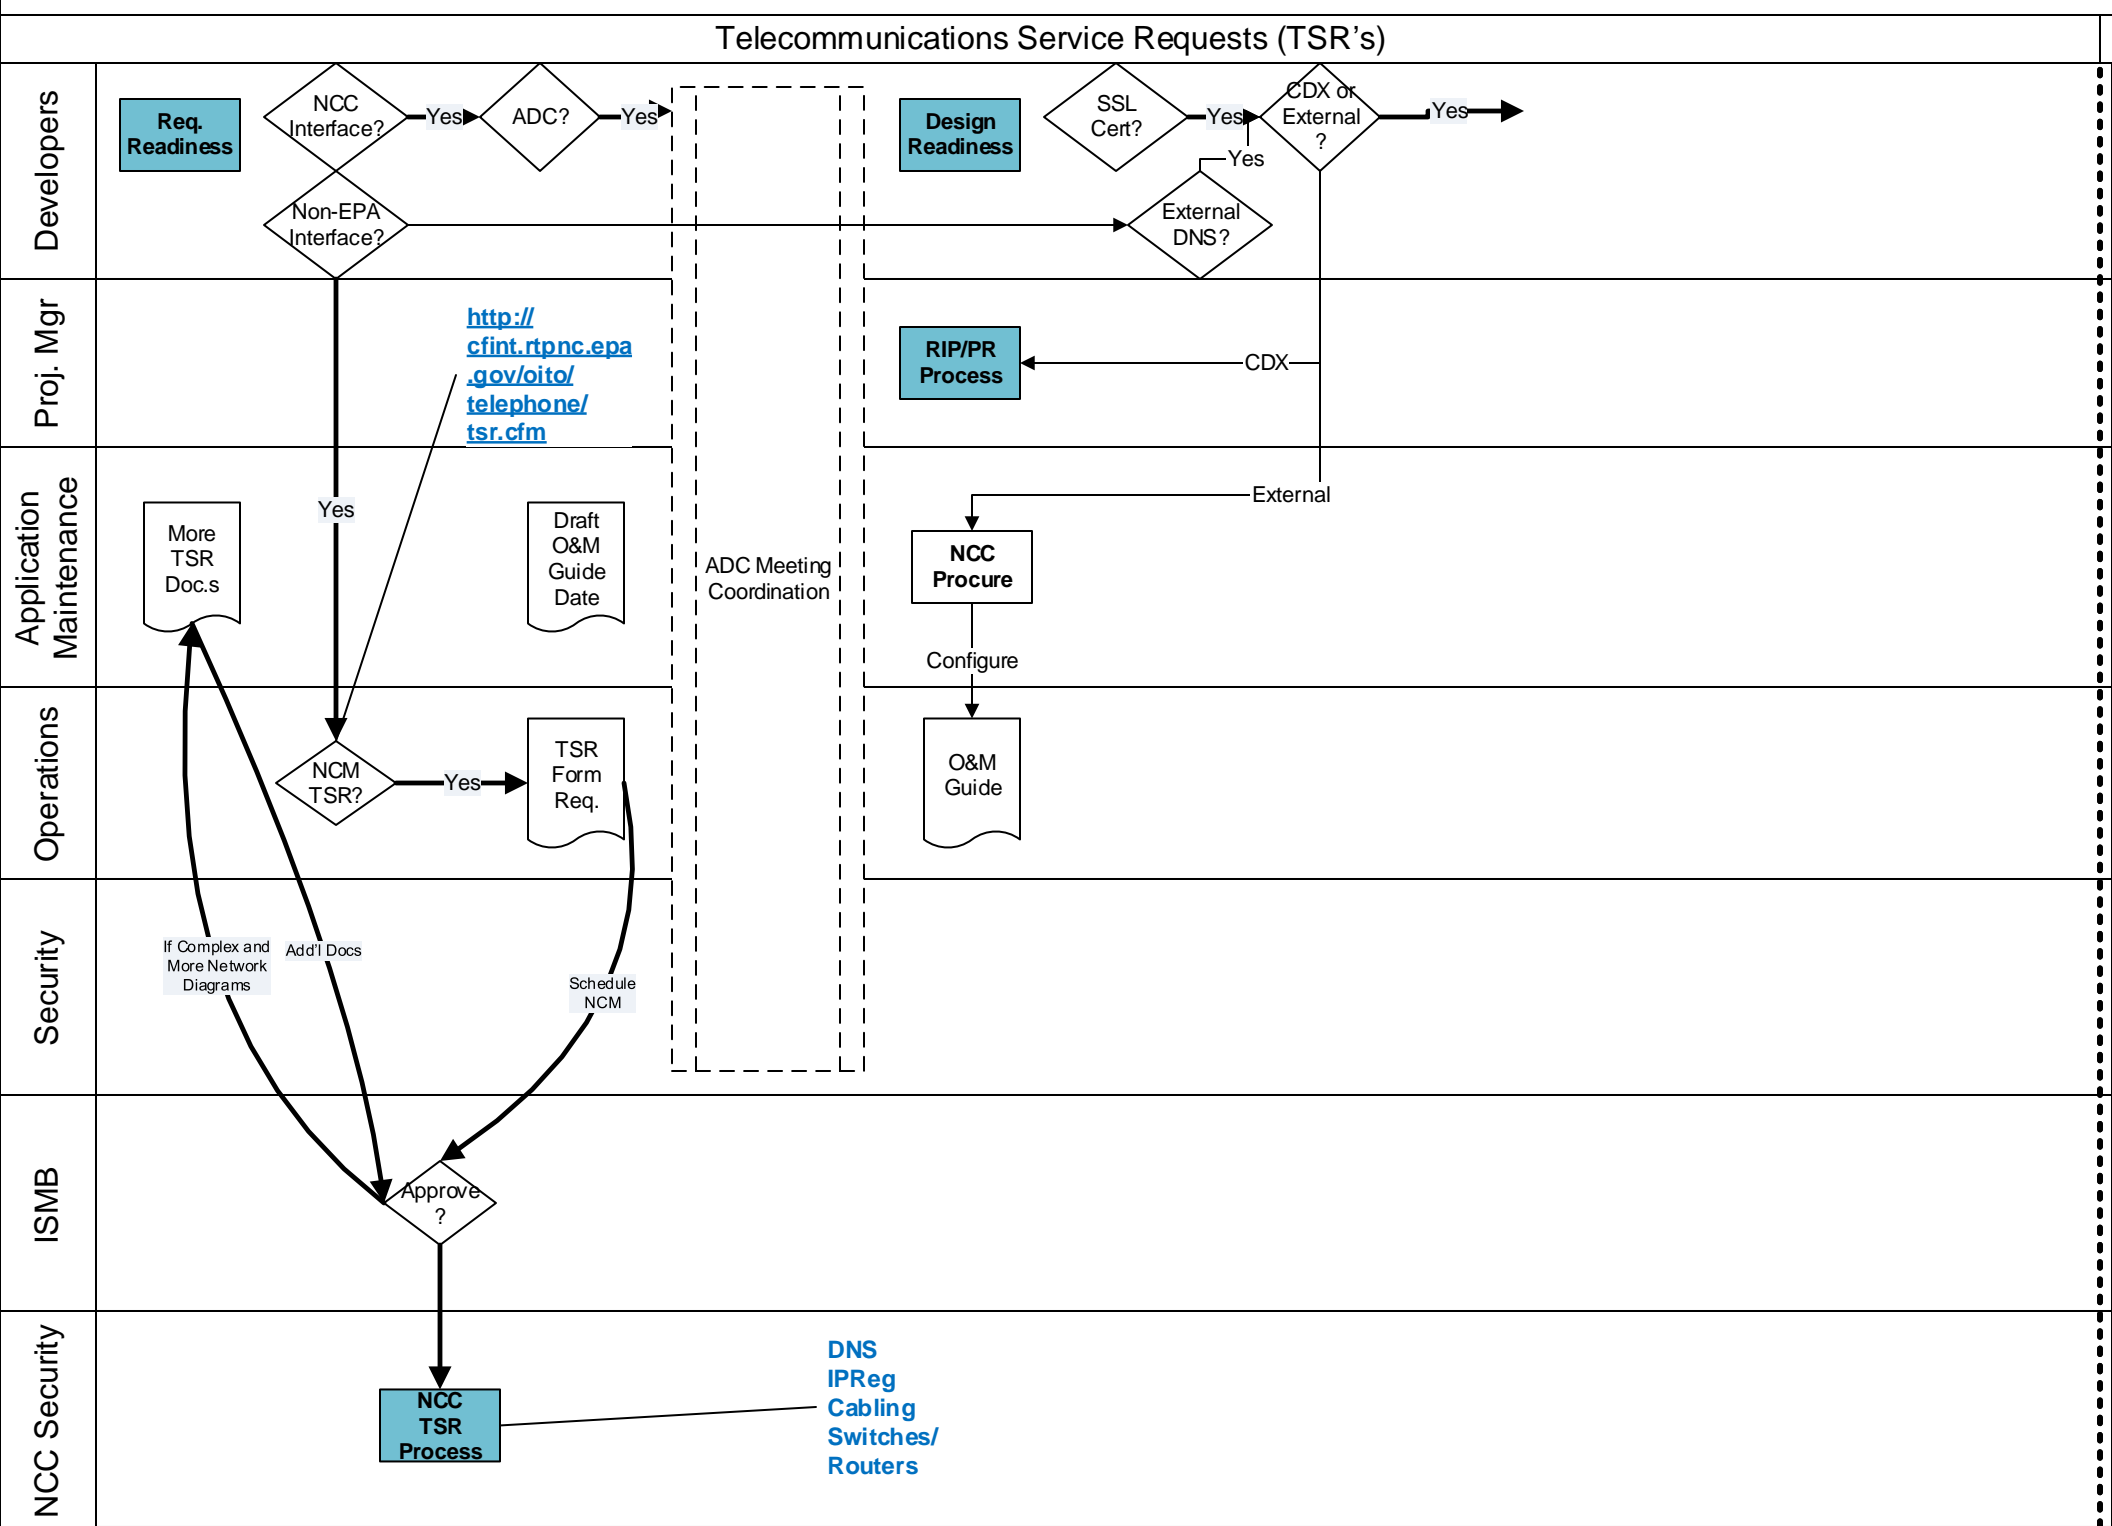 Telecommunications Service Requests (TSR's)
Developers
Req.
Readiness
NCC
Interface?
Yes
ADC?
Yes
Design
Readiness
SSL
Cert?
Yes
CDX or
External
?
Yes
Yes
Non-EPA
Interface?
External
DNS?
Proj. Mgr
http://
cfint.rtpnc.epa
.gov/oito/
telephone/
tsr.cfm
RIP/PR
Process
CDX
Application
Maintenance
More
TSR
Doc.s
Yes
Draft
O&M
Guide
Date
ADC Meeting
Coordination
External
NCC
Procure
Configure
Operations
NCM
TSR?
Yes
TSR
Form
Req.
O&M
Guide
Security
If Complex and
More Network
Diagrams
Add'l Docs
Schedule
NCM
ISMB
Approve
?
NCC Security
NCC
TSR
Process
DNS
IPReg
Cabling
Switches/
Routers